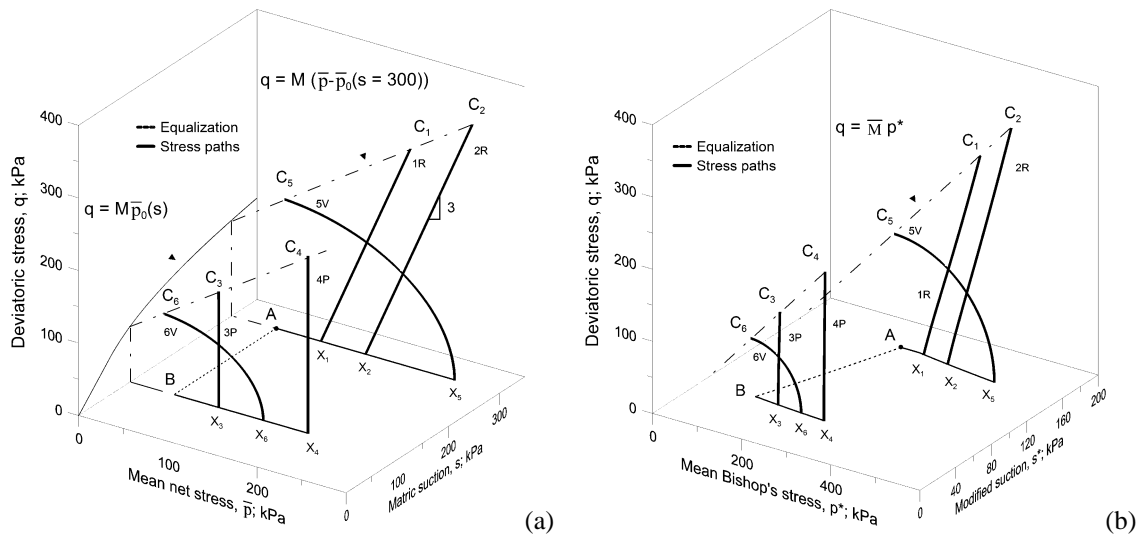 q = M (p̅-p̅₀(s = 300))
C₂
C₁
400
1R
2R
Equalization
Stress paths
300
C₅
5V
3
q = Mp̅₀(s)
C₄
200
C₃
4P
C₆
3P
6V
A
100
B
X₁
X₂
X₅
X₃
X₆
X₄
0
0
100
200
0
100
200
300
Deviatoric stress, q; kPa
Mean net stress, p̅; kPa
Matric suction, s; kPa
(a)
C₂
q = M̅ p*
C₁
400
Equalization
Stress paths
2R
300
C₅
5V
C₄
200
C₃
1R
C₆
4P
3P
6V
A
100
B
X₁
X₂
X₅
X₃
X₆
X₄
0
0
200
400
0
40
80
120
160
200
Deviatoric stress, q; kPa
Mean Bishop's stress, p*; kPa
Modified suction, s*; kPa
(b)